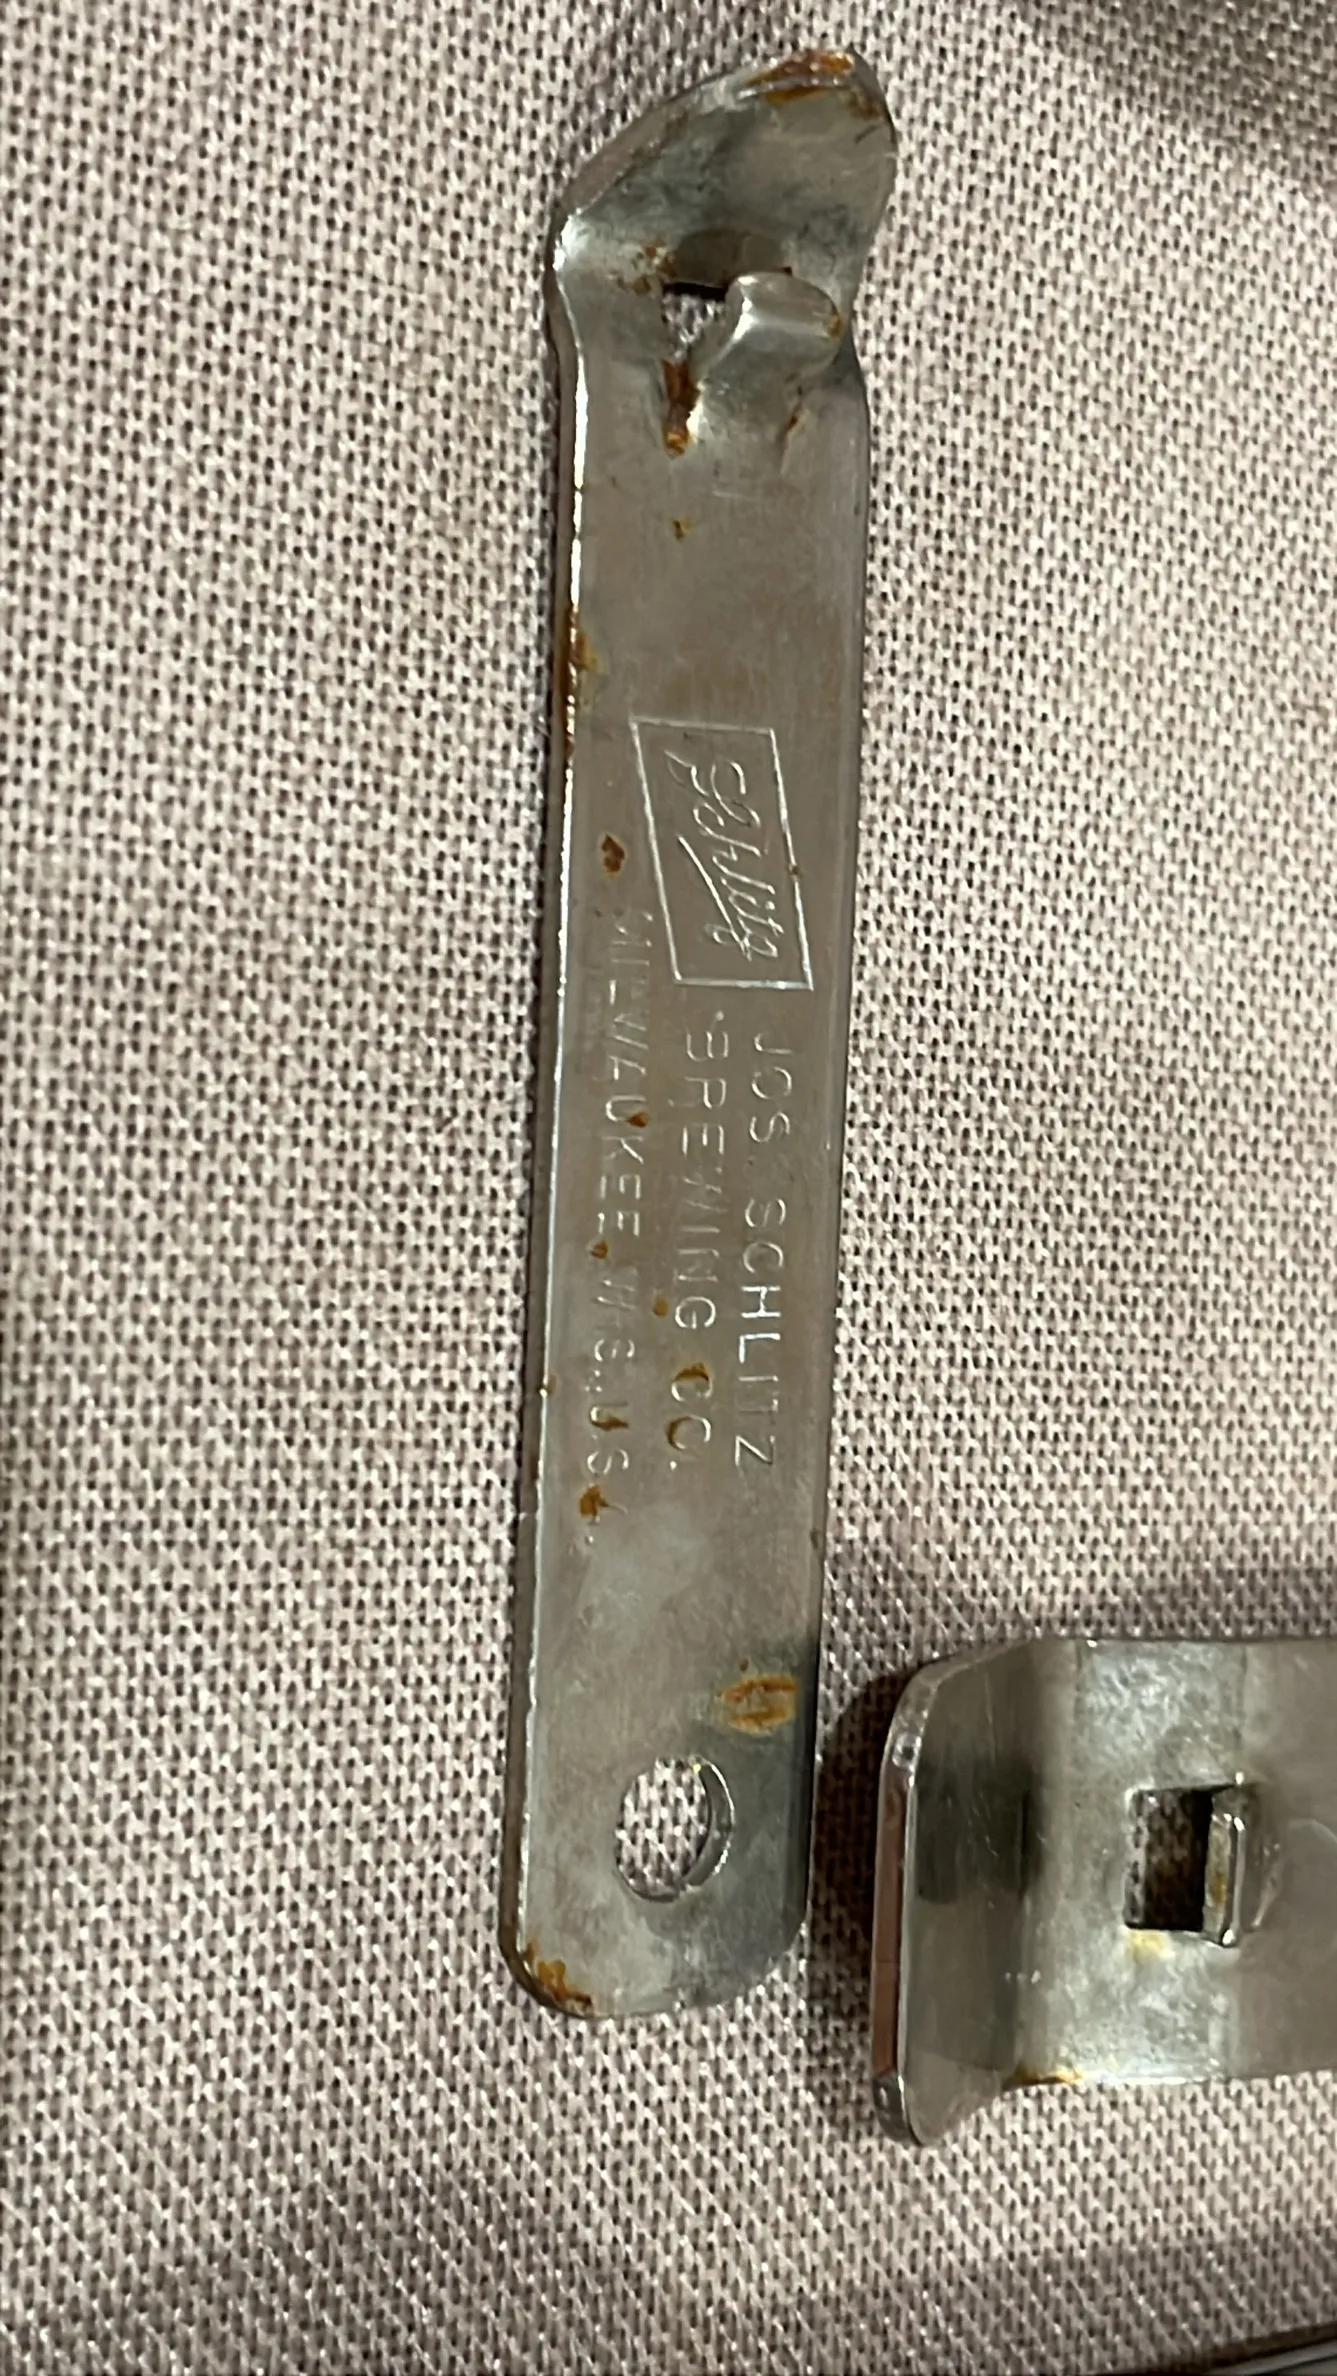 Schlitz
JOS. SCHLITZ
BREWING CO.
MILWAUKEE, WIS., U.S.A.